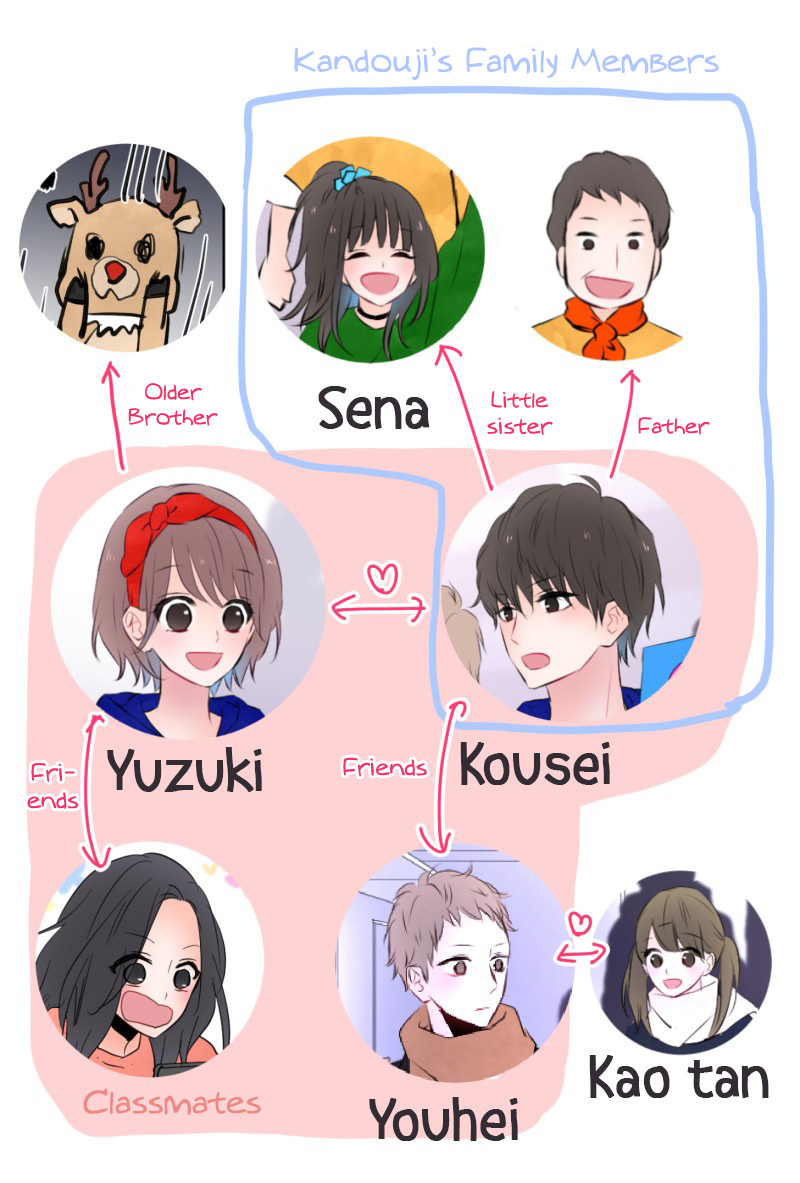 Kandouji's Family Members
Older
Brother
Sena
Little
sister
Father
Yuzuki
Kousei
Fri-
ends
Friends
Classmates
Youhei
Kao tan